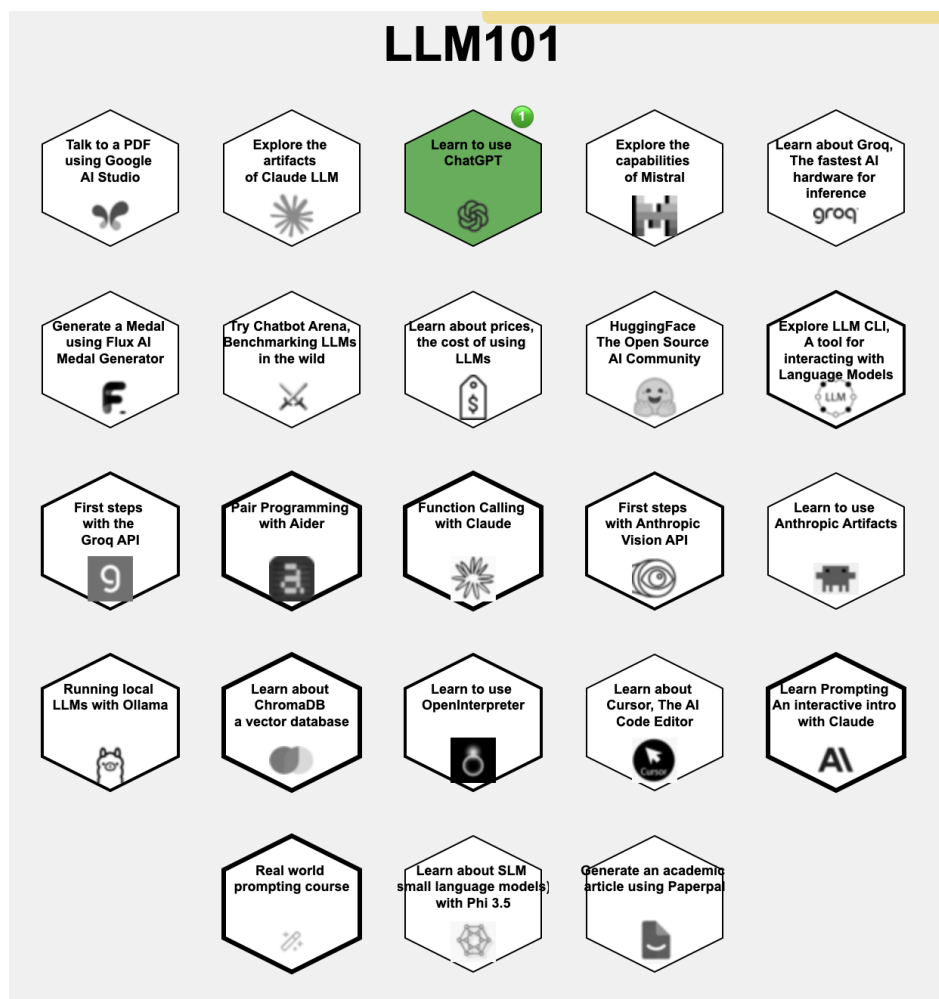 LLM101
1
Talk to a PDF
using Google
AI Studio
Explore the
artifacts
of Claude LLM
Learn to use
ChatGPT
Explore the
capabilities
of Mistral
Learn about Groq,
The fastest AI
hardware for
inference
groq
Generate a Medal
using Flux AI
Medal Generator
F.
Try Chatbot Arena,
Benchmarking LLMs
in the wild
Learn about prices,
the cost of using
LLMs
$
HuggingFace
The Open Source
AI Community
Explore LLM CLI,
A tool for
interacting with
Language Models
LLM
First steps
with the
Groq API
g
Pair Programming
with Aider
a.
Function Calling
with Claude
First steps
with Anthropic
Vision API
Learn to use
Anthropic Artifacts
Running local
LLMs with Ollama
Learn about
ChromaDB
a vector database
Learn to use
OpenInterpreter
Learn about
Cursor, The AI
Code Editor
Cursor
Learn Prompting
An interactive intro
with Claude
A\
Real world
prompting course
Learn about SLM
small language models)
with Phi 3.5
Generate an academic
article using Paperpal